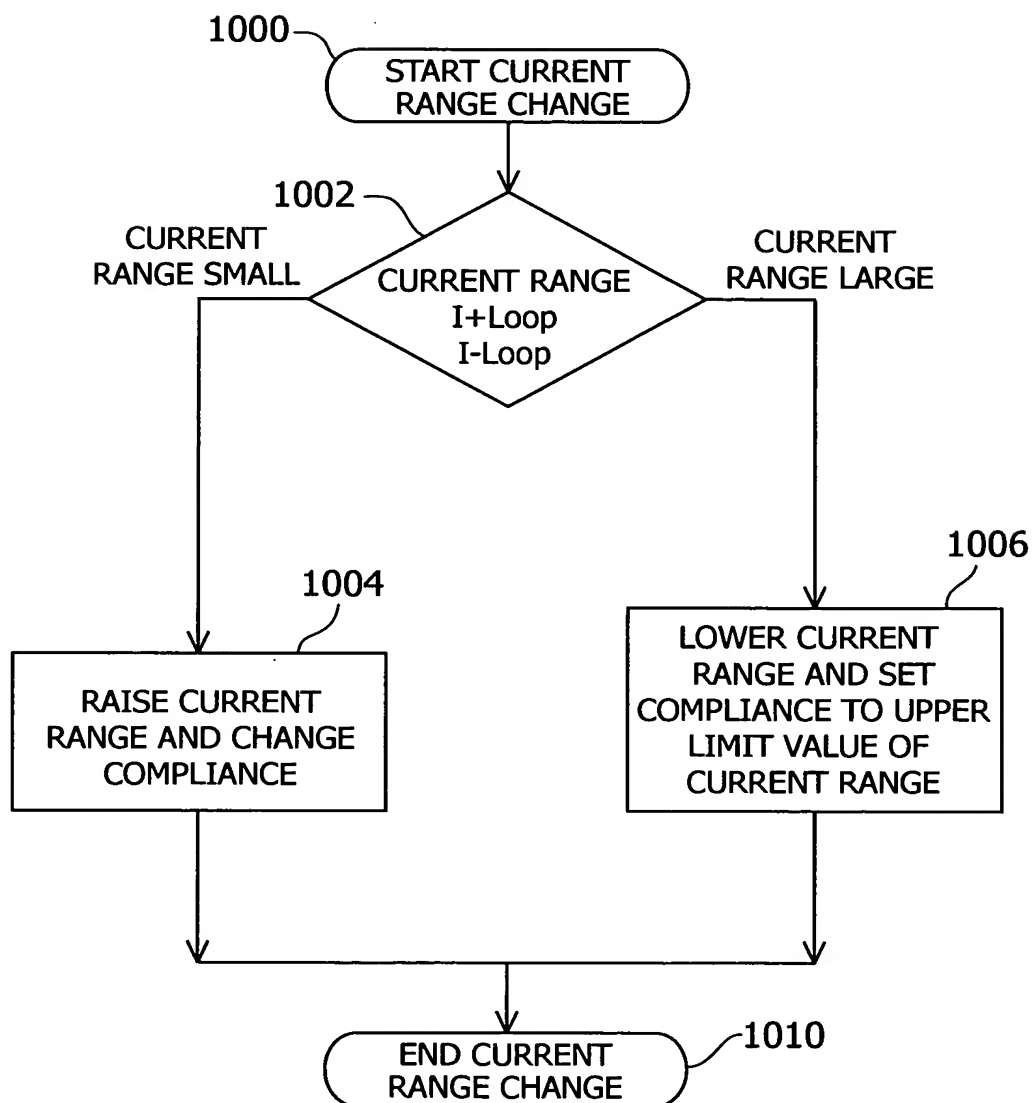 1000
START CURRENT
RANGE CHANGE
1002
CURRENT
RANGE SMALL
CURRENT
RANGE LARGE
CURRENT RANGE
I+Loop
I-Loop
1004
RAISE CURRENT
RANGE AND CHANGE
COMPLIANCE
1006
LOWER CURRENT
RANGE AND SET
COMPLIANCE TO UPPER
LIMIT VALUE OF
CURRENT RANGE
END CURRENT
RANGE CHANGE
1010